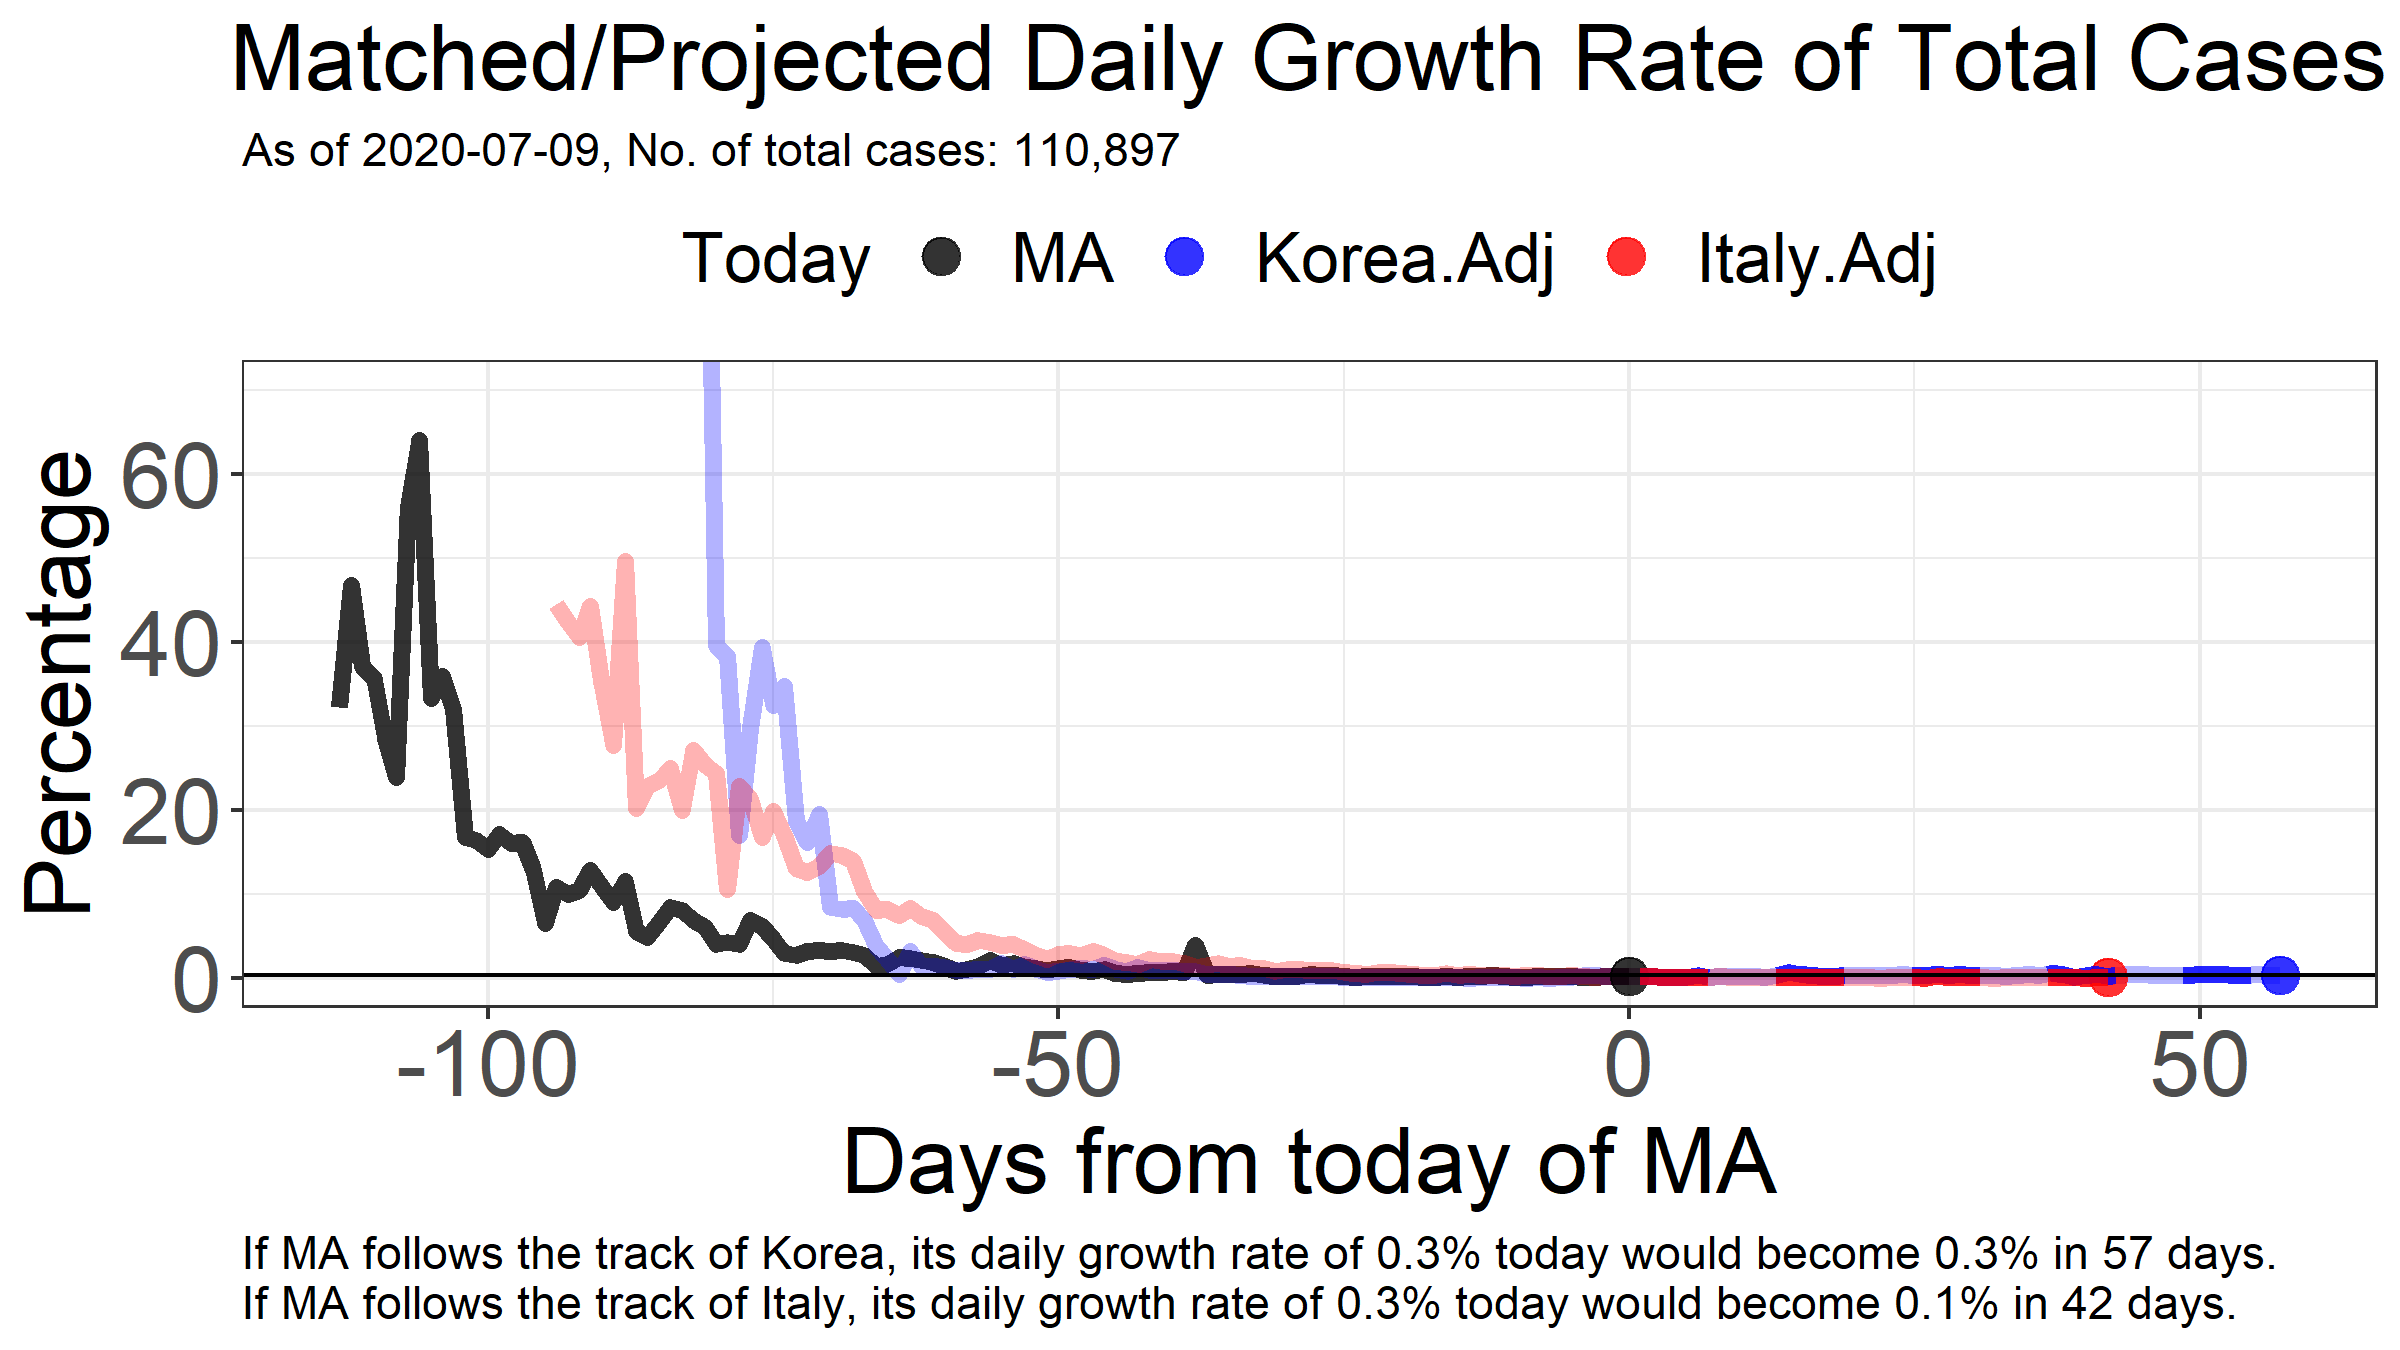 Matched/Projected Daily Growth Rate of Total Cases
As of 2020-07-09, No. of total cases: 110,897
Today MA Korea.Adj Italy.Adj
Percentage
60
40
20
0
-100 -50 0 50
Days from today of MA
If MA follows the track of Korea, its daily growth rate of 0.3% today would become 0.3% in 57 days.
If MA follows the track of Italy, its daily growth rate of 0.3% today would become 0.1% in 42 days.